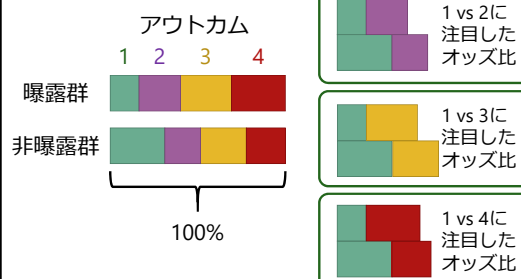 アウトカム
1 2 3 4
曝露群
非曝露群
100%
1 vs 2に
注目した
オッズ比
1 vs 3に
注目した
オッズ比
1 vs 4に
注目した
オッズ比